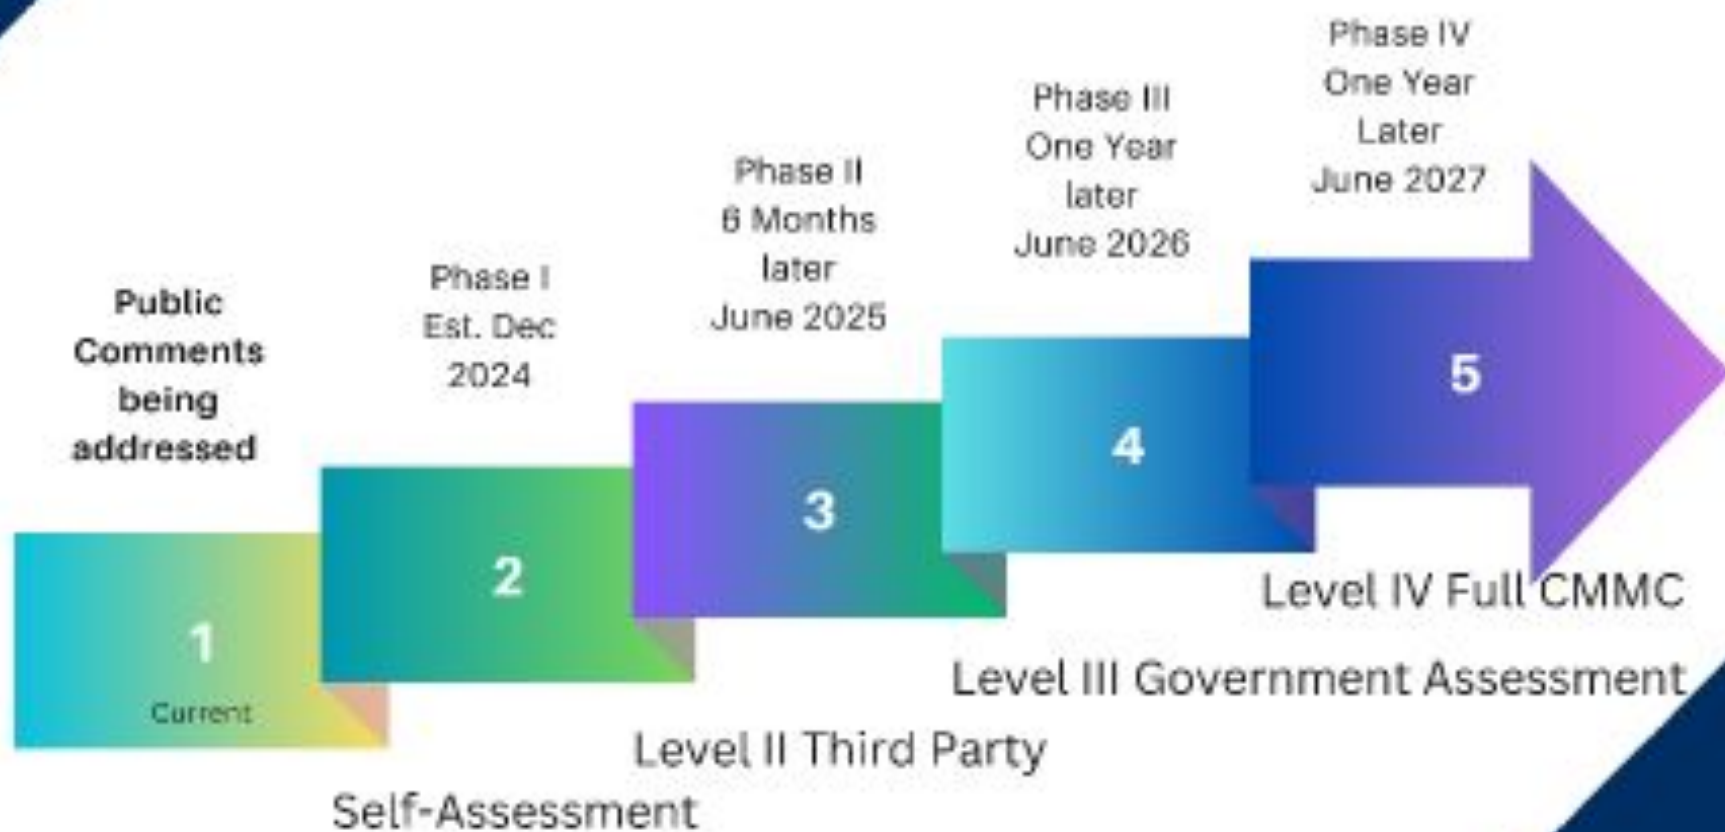 Public
Comments
being
addressed
1
Current
Phase I
Est. Dec
2024
2
Self-Assessment
Phase II
6 Months
later
June 2025
3
Level II Third Party
Phase III
One Year
later
June 2026
4
Level III Government Assessment
Phase IV
One Year
Later
June 2027
5
Level IV Full CMMC